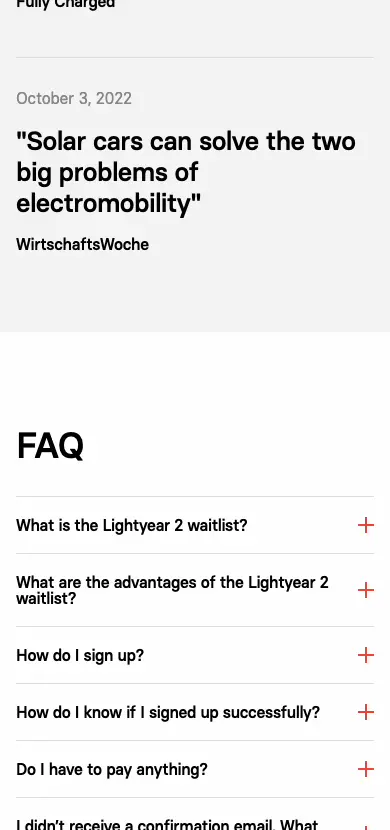 Fully Charged
October 3, 2022
"Solar cars can solve the two
big problems of
electromobility"
WirtschaftsWoche
FAQ
What is the Lightyear 2 waitlist?
What are the advantages of the Lightyear 2
waitlist?
How do I sign up?
How do I know if I signed up successfully?
Do I have to pay anything?
I didn't receive a confirmation email. What